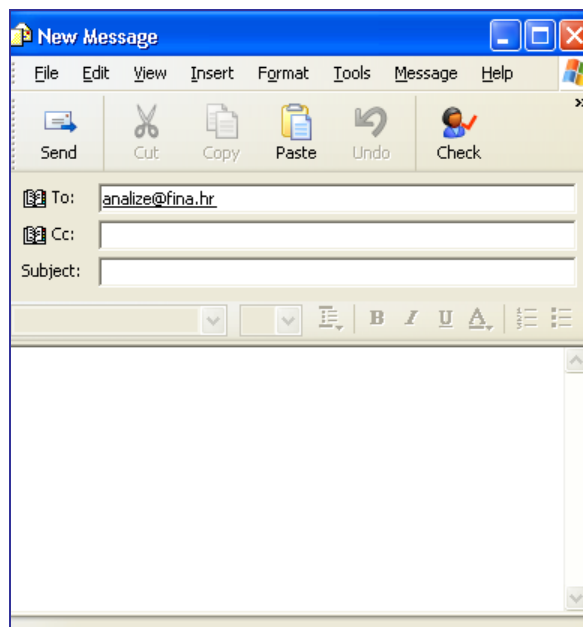 New Message
File Edit View Insert Format Tools Message Help
»
Send Cut Copy Paste Undo Check
To: analize@fina.hr
Cc:
Subject:
B I U A